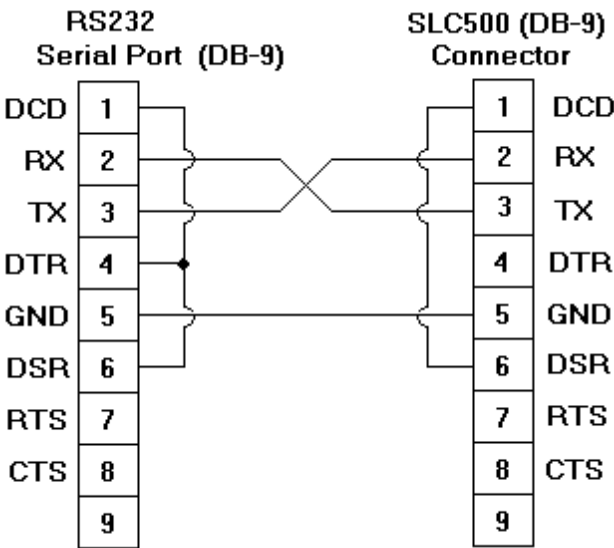 RS232
Serial Port (DB-9)
SLC500 (DB-9)
Connector
DCD 1 1 DCD
RX 2 2 RX
TX 3 3 TX
DTR 4 4 DTR
GND 5 5 GND
DSR 6 6 DSR
RTS 7 7 RTS
CTS 8 8 CTS
9 9